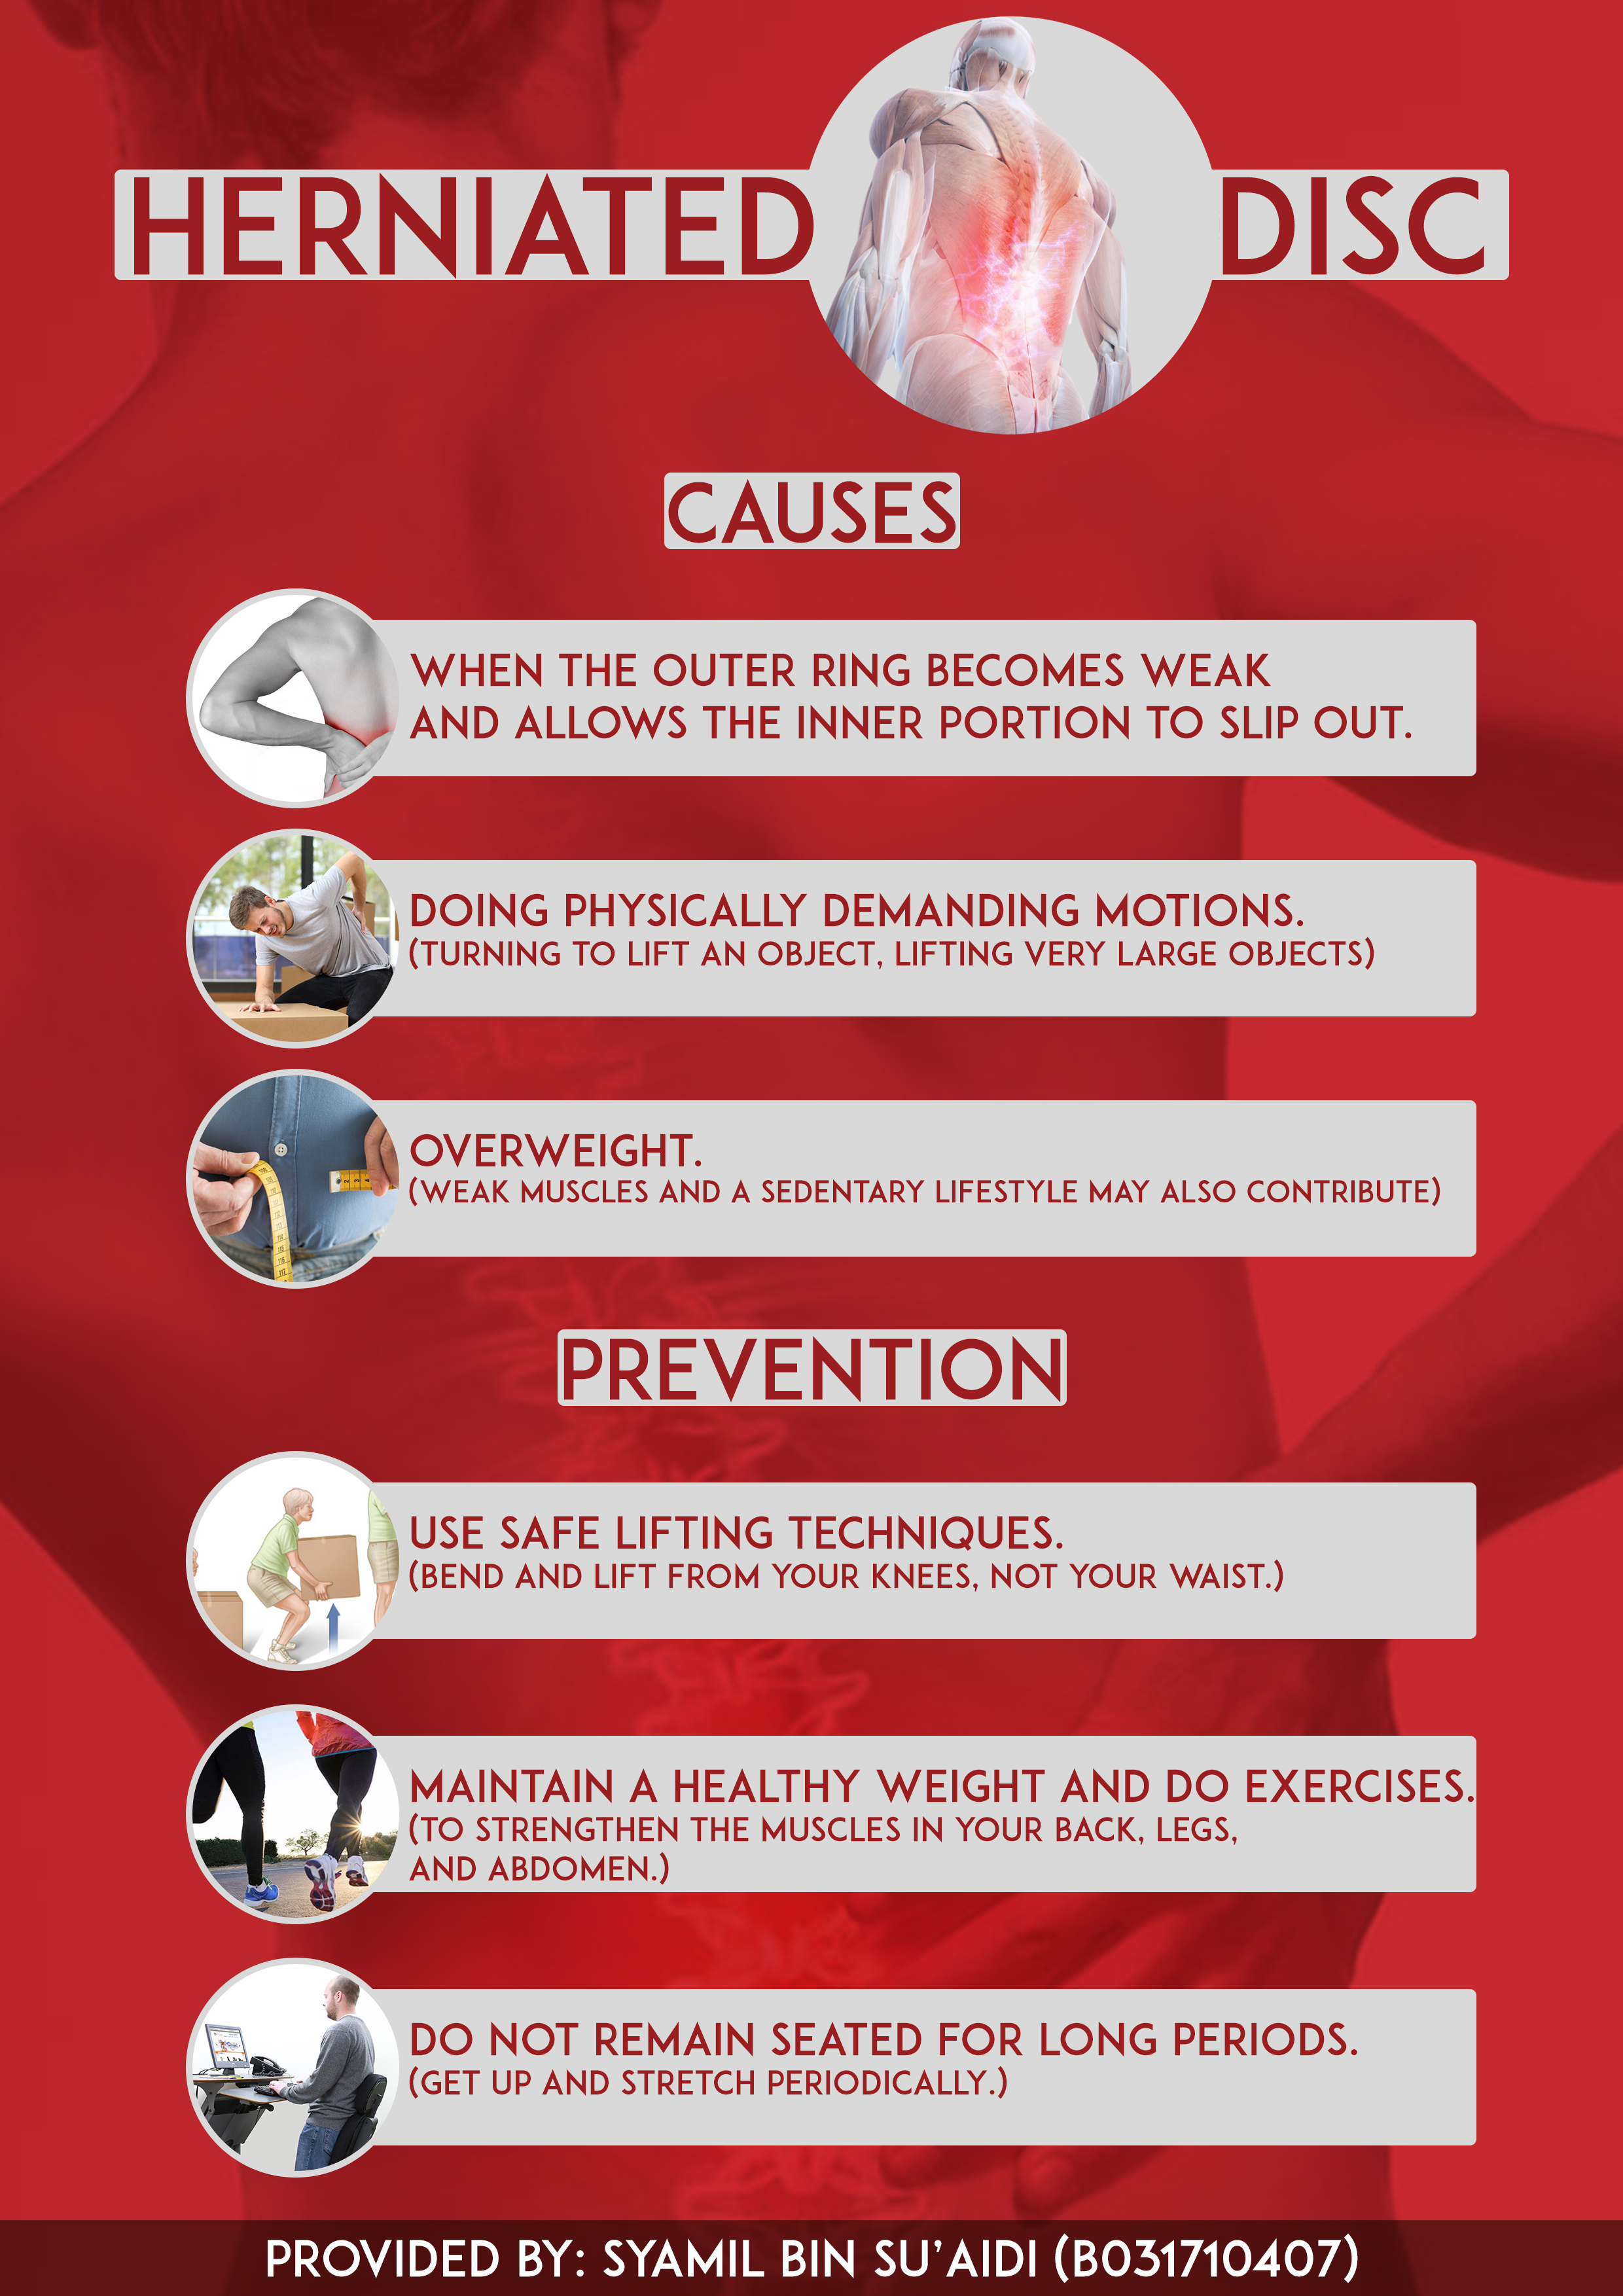 HERNIATED DISC
CAUSES
WHEN THE OUTER RING BECOMES WEAK
AND ALLOWS THE INNER PORTION TO SLIP OUT.
DOING PHYSICALLY DEMANDING MOTIONS.
(TURNING TO LIFT AN OBJECT, LIFTING VERY LARGE OBJECTS)
OVERWEIGHT.
(WEAK MUSCLES AND A SEDENTARY LIFESTYLE MAY ALSO CONTRIBUTE)
PREVENTION
USE SAFE LIFTING TECHNIQUES.
(BEND AND LIFT FROM YOUR KNEES, NOT YOUR WAIST.)
MAINTAIN A HEALTHY WEIGHT AND DO EXERCISES.
(TO STRENGTHEN THE MUSCLES IN YOUR BACK, LEGS,
AND ABDOMEN.)
DO NOT REMAIN SEATED FOR LONG PERIODS.
(GET UP AND STRETCH PERIODICALLY.)
PROVIDED BY: SYAMIL BIN SU'AIDI (B031710407)